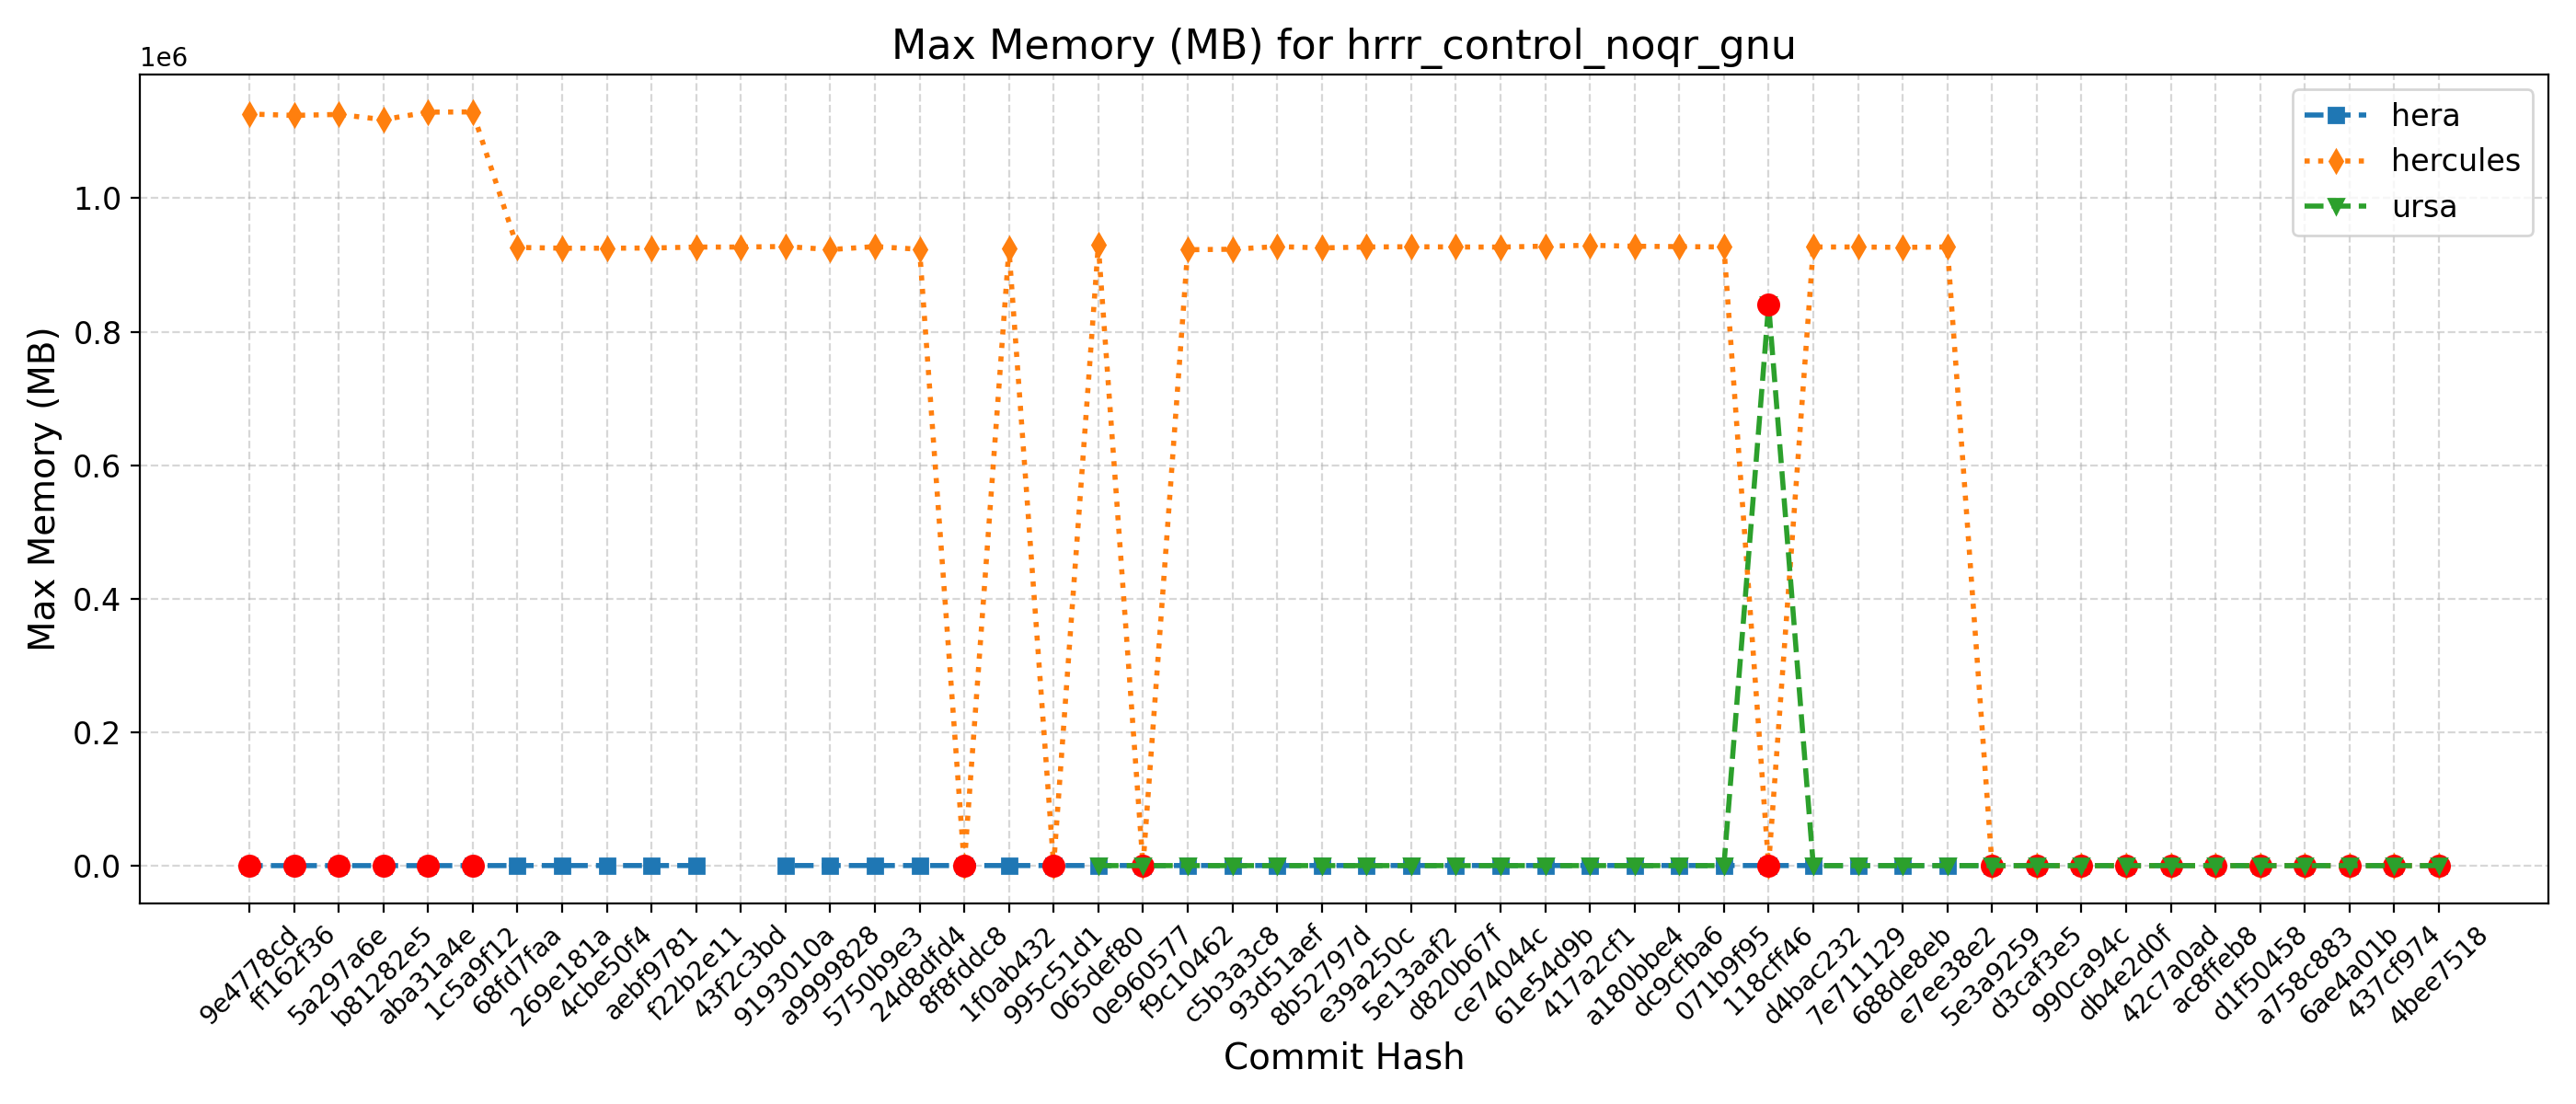 Max Memory (MB) for hrrr_control_noqr_gnu
1e6
hera
hercules
ursa
1.0
0.8
0.6
0.4
0.2
0.0
Max Memory (MB)
9e4778cd
ff162f36
5a297a6e
b81282e5
aba31a4e
1c5a9f12
68fd7faa
269e181a
4cbe50f4
aebf9781
f22b2e11
43f2c3bd
9193010a
a9999828
5750b9e3
24d8dfd4
8f8fddc8
1f0ab432
995c51d1
065def80
0e960577
f9c10462
c5b3a3c8
93d51aef
8b52797d
e39a250c
5e13aaf2
d820b67f
ce74044c
61e54d9b
417a2cf1
a180bbe4
dc9cfba6
071b9f95
118cff46
d4bac232
7e711129
688de8eb
e7ee38e2
5e3a9259
d3caf3e5
990ca94c
db4e2d0f
42c7a0ad
ac8ffeb8
d1f50458
a758c883
6ae4a01b
437cf974
4bee7518
Commit Hash